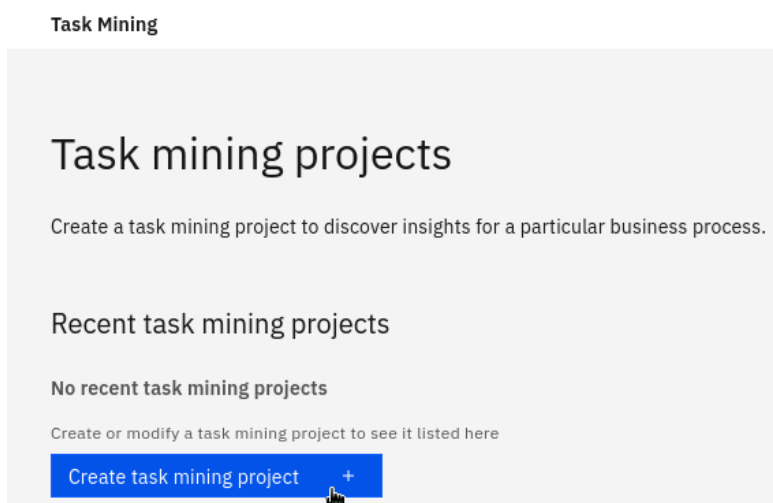 Task Mining
Task mining projects
Create a task mining project to discover insights for a particular business process.
Recent task mining projects
No recent task mining projects
Create or modify a task mining project to see it listed here
Create task mining project +